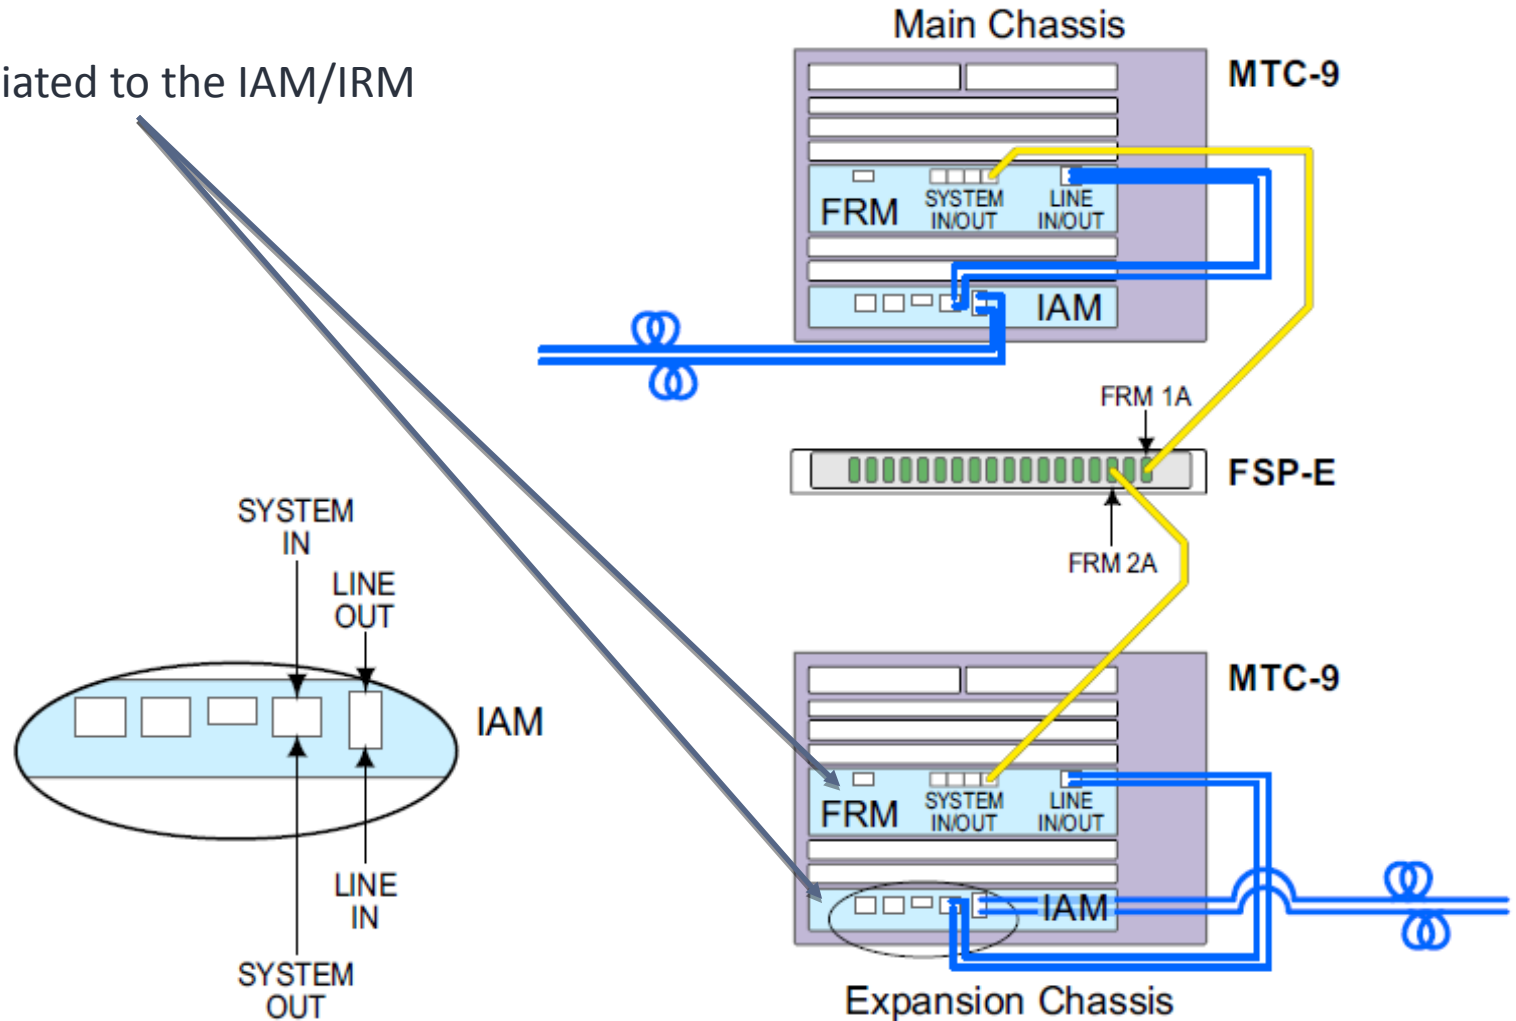 Main Chassis
iated to the IAM/IRM
MTC-9
FRM
SYSTEM
IN/OUT
LINE
IN/OUT
IAM
FRM 1A
FSP-E
FRM 2A
SYSTEM
IN
LINE
OUT
IAM
LINE
IN
SYSTEM
OUT
MTC-9
FRM
SYSTEM
IN/OUT
LINE
IN/OUT
IAM
Expansion Chassis